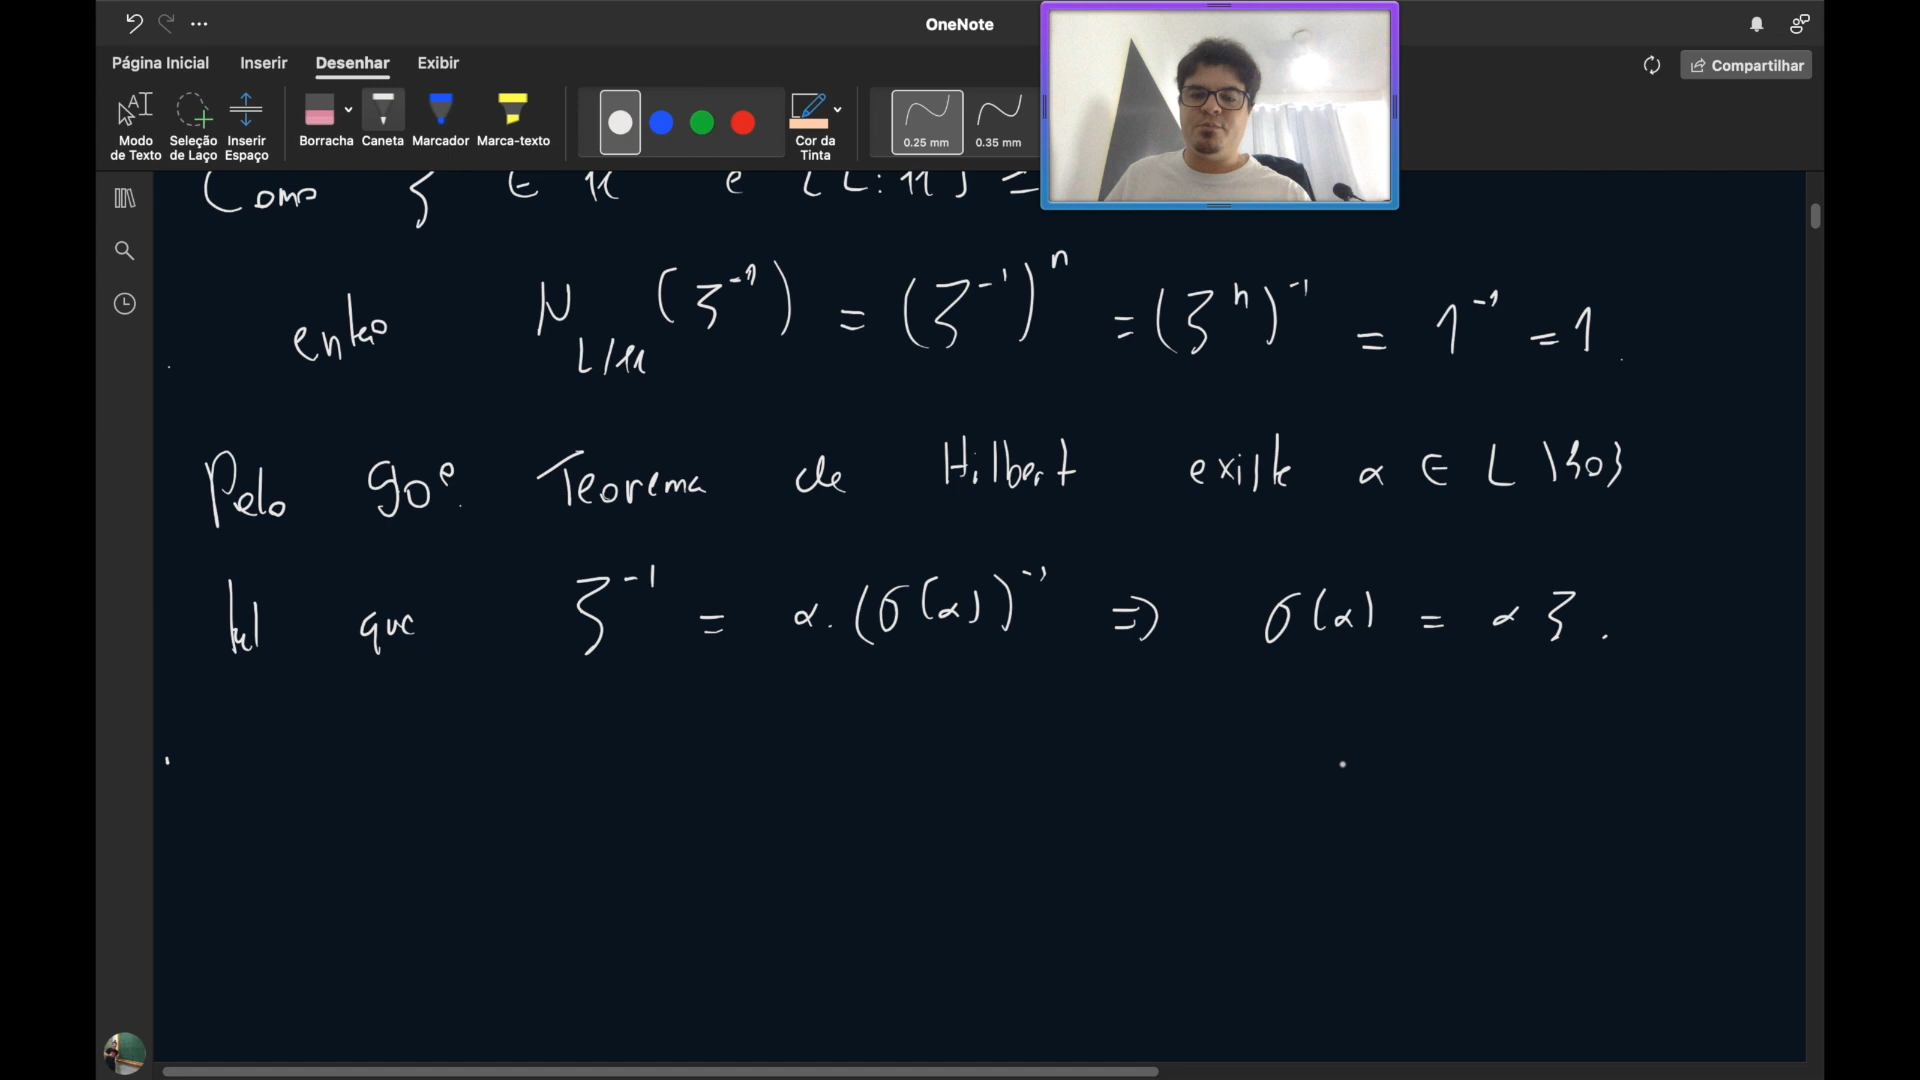 OneNote
Página Inicial Inserir Desenhar Exibir
Compartilhar
Modo de Texto Seleção de Laço Inserir Espaço Borracha Caneta Marcador Marca-texto Cor da Tinta 0.25 mm 0.35 mm
Como ζ ∈ K e [L:K] =
então N_{L/K}(ζ^{-1}) = (ζ^{-1})^n = (ζ^n)^{-1} = 1^{-1} = 1.
Pelo 90º Teorema de Hilbert existe α ∈ L \{0}
tal que ζ^{-1} = α.(σ(α))^{-1} ⇒ σ(α) = α ζ.